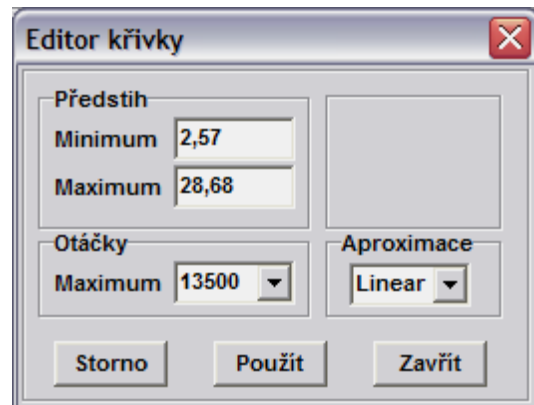 Editor křivky
Předstih
Minimum 2,57
Maximum 28,68
Otáčky
Maximum 13500
Aproximace
Linear
Storno Použít Zavřít